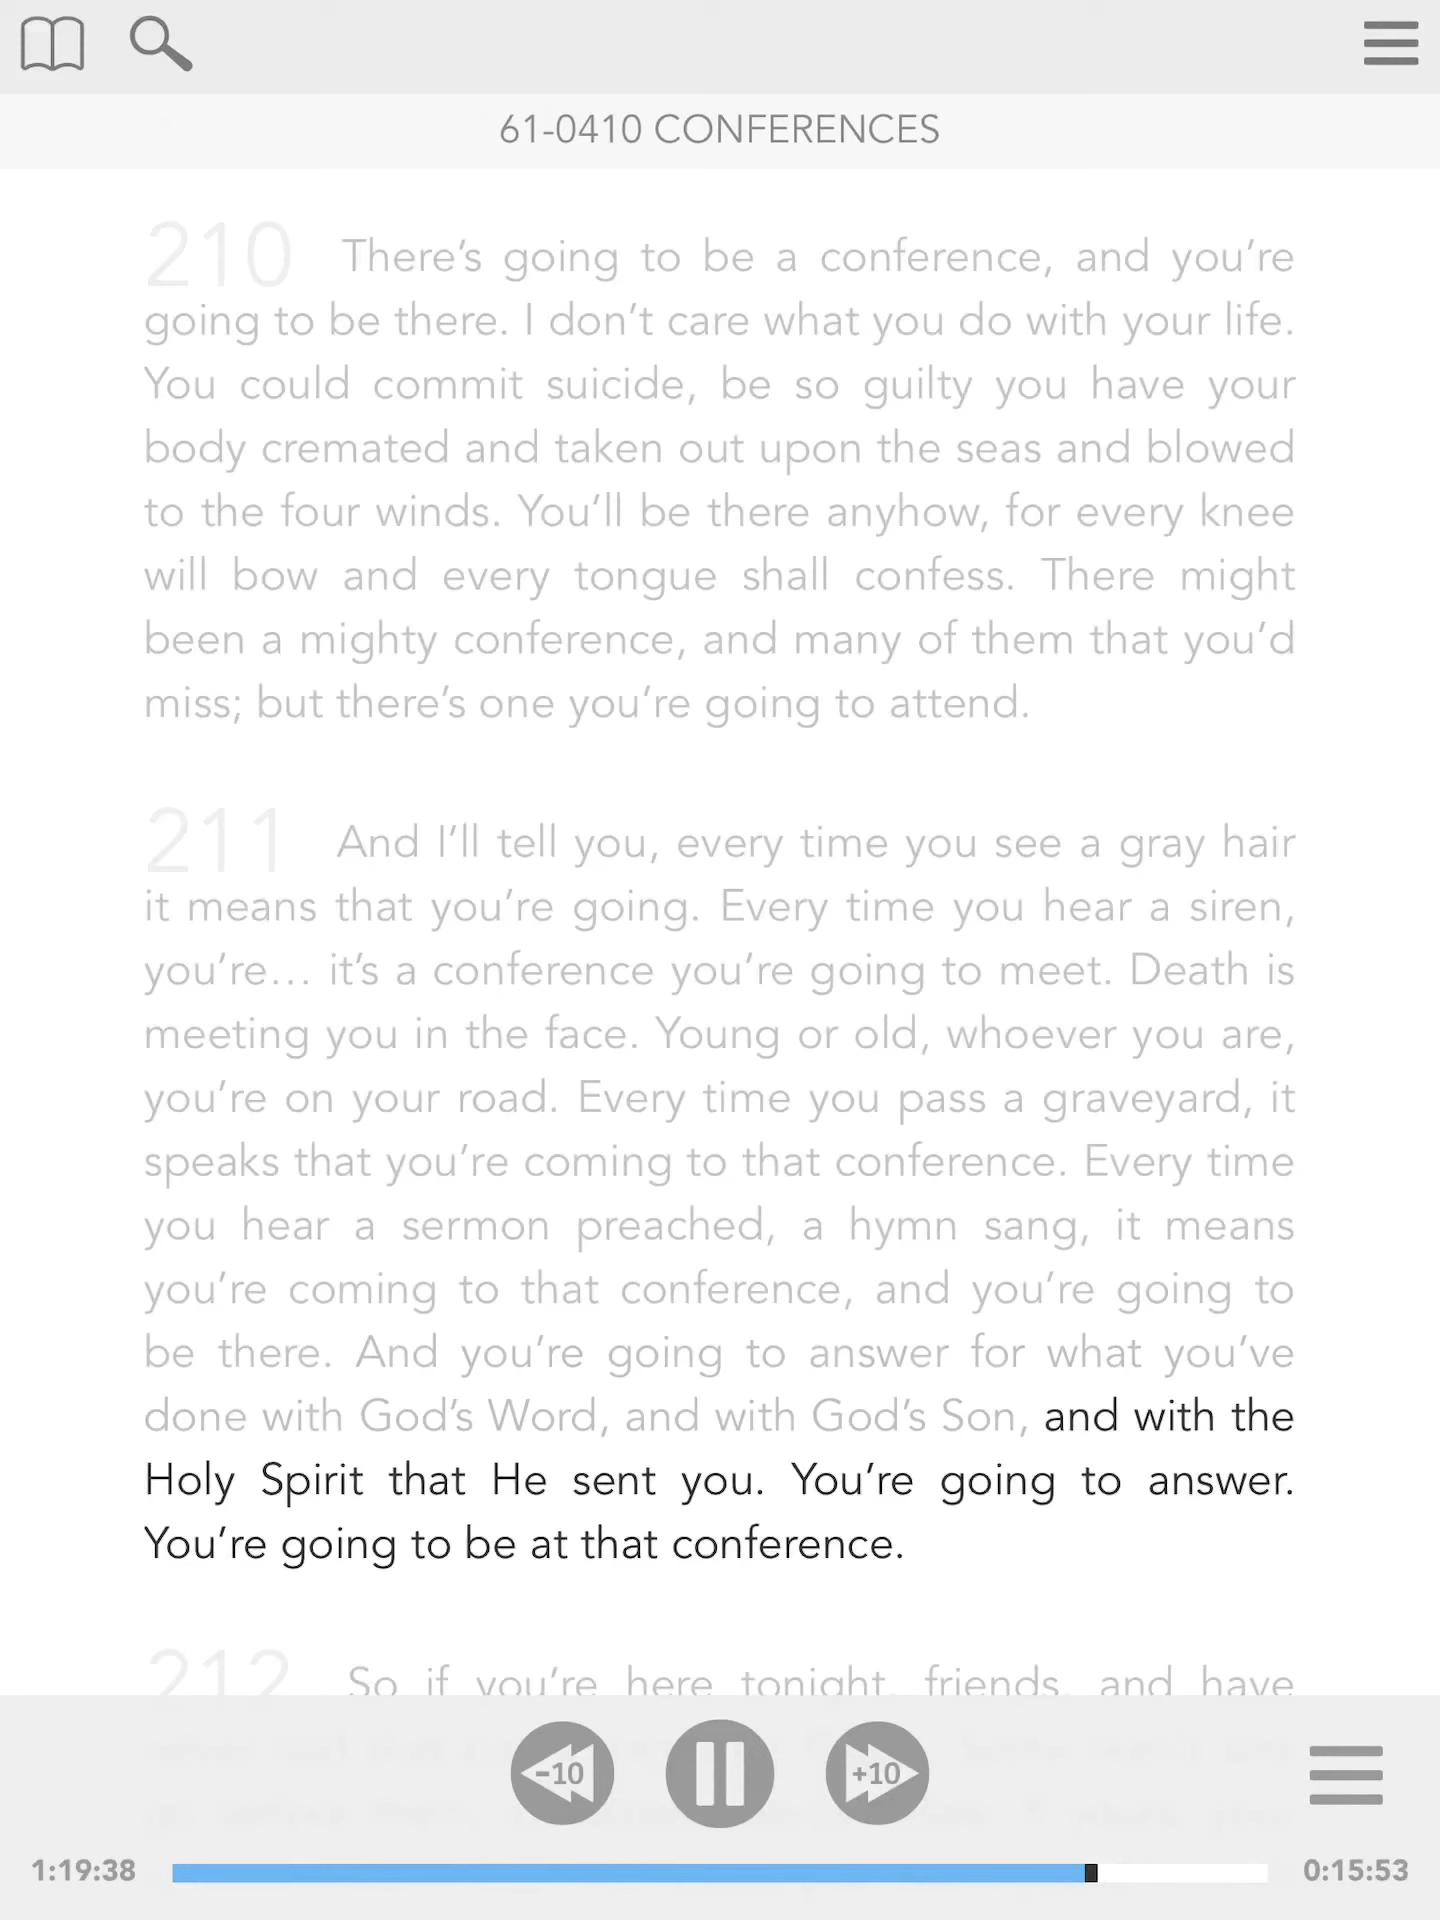 61-0410 CONFERENCES
210 There’s going to be a conference, and you’re
going to be there. I don’t care what you do with your life.
You could commit suicide, be so guilty you have your
body cremated and taken out upon the seas and blowed
to the four winds. You’ll be there anyhow, for every knee
will bow and every tongue shall confess. There might
been a mighty conference, and many of them that you’d
miss; but there’s one you’re going to attend.
211 And I’ll tell you, every time you see a gray hair
it means that you’re going. Every time you hear a siren,
you’re… it’s a conference you’re going to meet. Death is
meeting you in the face. Young or old, whoever you are,
you’re on your road. Every time you pass a graveyard, it
speaks that you’re coming to that conference. Every time
you hear a sermon preached, a hymn sang, it means
you’re coming to that conference, and you’re going to
be there. And you’re going to answer for what you’ve
done with God’s Word, and with God’s Son, and with the
Holy Spirit that He sent you. You’re going to answer.
You’re going to be at that conference.
212 So if you’re here tonight, friends, and have
-10 +10
1:19:38 0:15:53